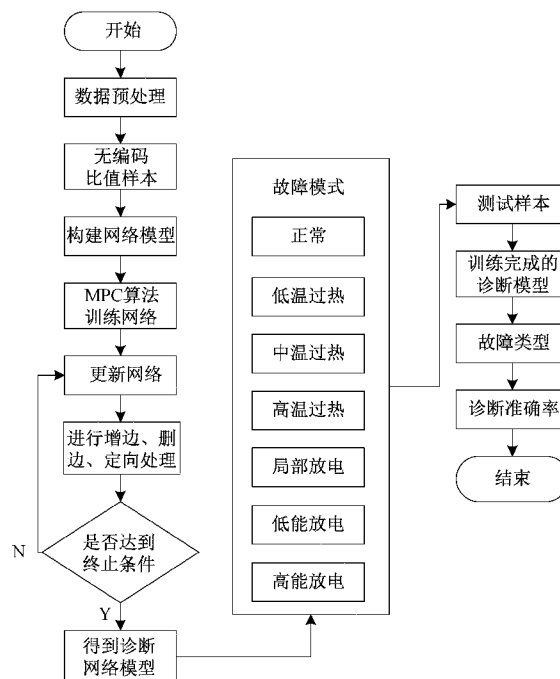 开始
数据预处理
无编码
比值样本
构建网络模型
MPC算法
训练网络
更新网络
进行增边、删
边、定向处理
是否达到
终止条件
N
Y
得到诊断
网络模型
故障模式
正常
低温过热
中温过热
高温过热
局部放电
低能放电
高能放电
测试样本
训练完成的
诊断模型
故障类型
诊断准确率
结束